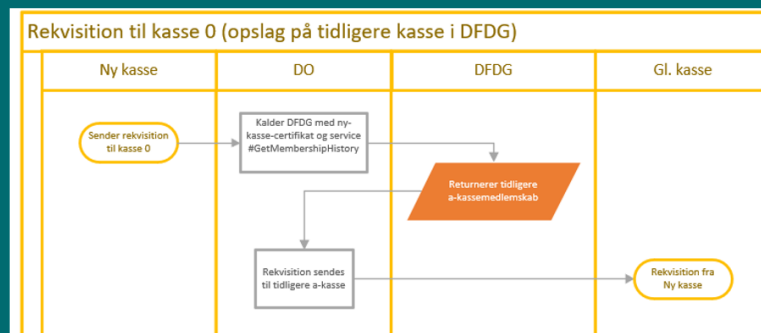 Rekvisition til kasse 0 (opslag på tidligere kasse i DFDG)
Ny kasse
DO
DFDG
Gl. kasse
Sender rekvisition
til kasse 0
Kalder DFDG med ny-
kasse-certifikat og service
#GetMembershipHistory
Returnerer tidligere
a-kassemedlemskab
Rekvisition sendes
til tidligere a-kasse
Rekvisition fra
Ny kasse